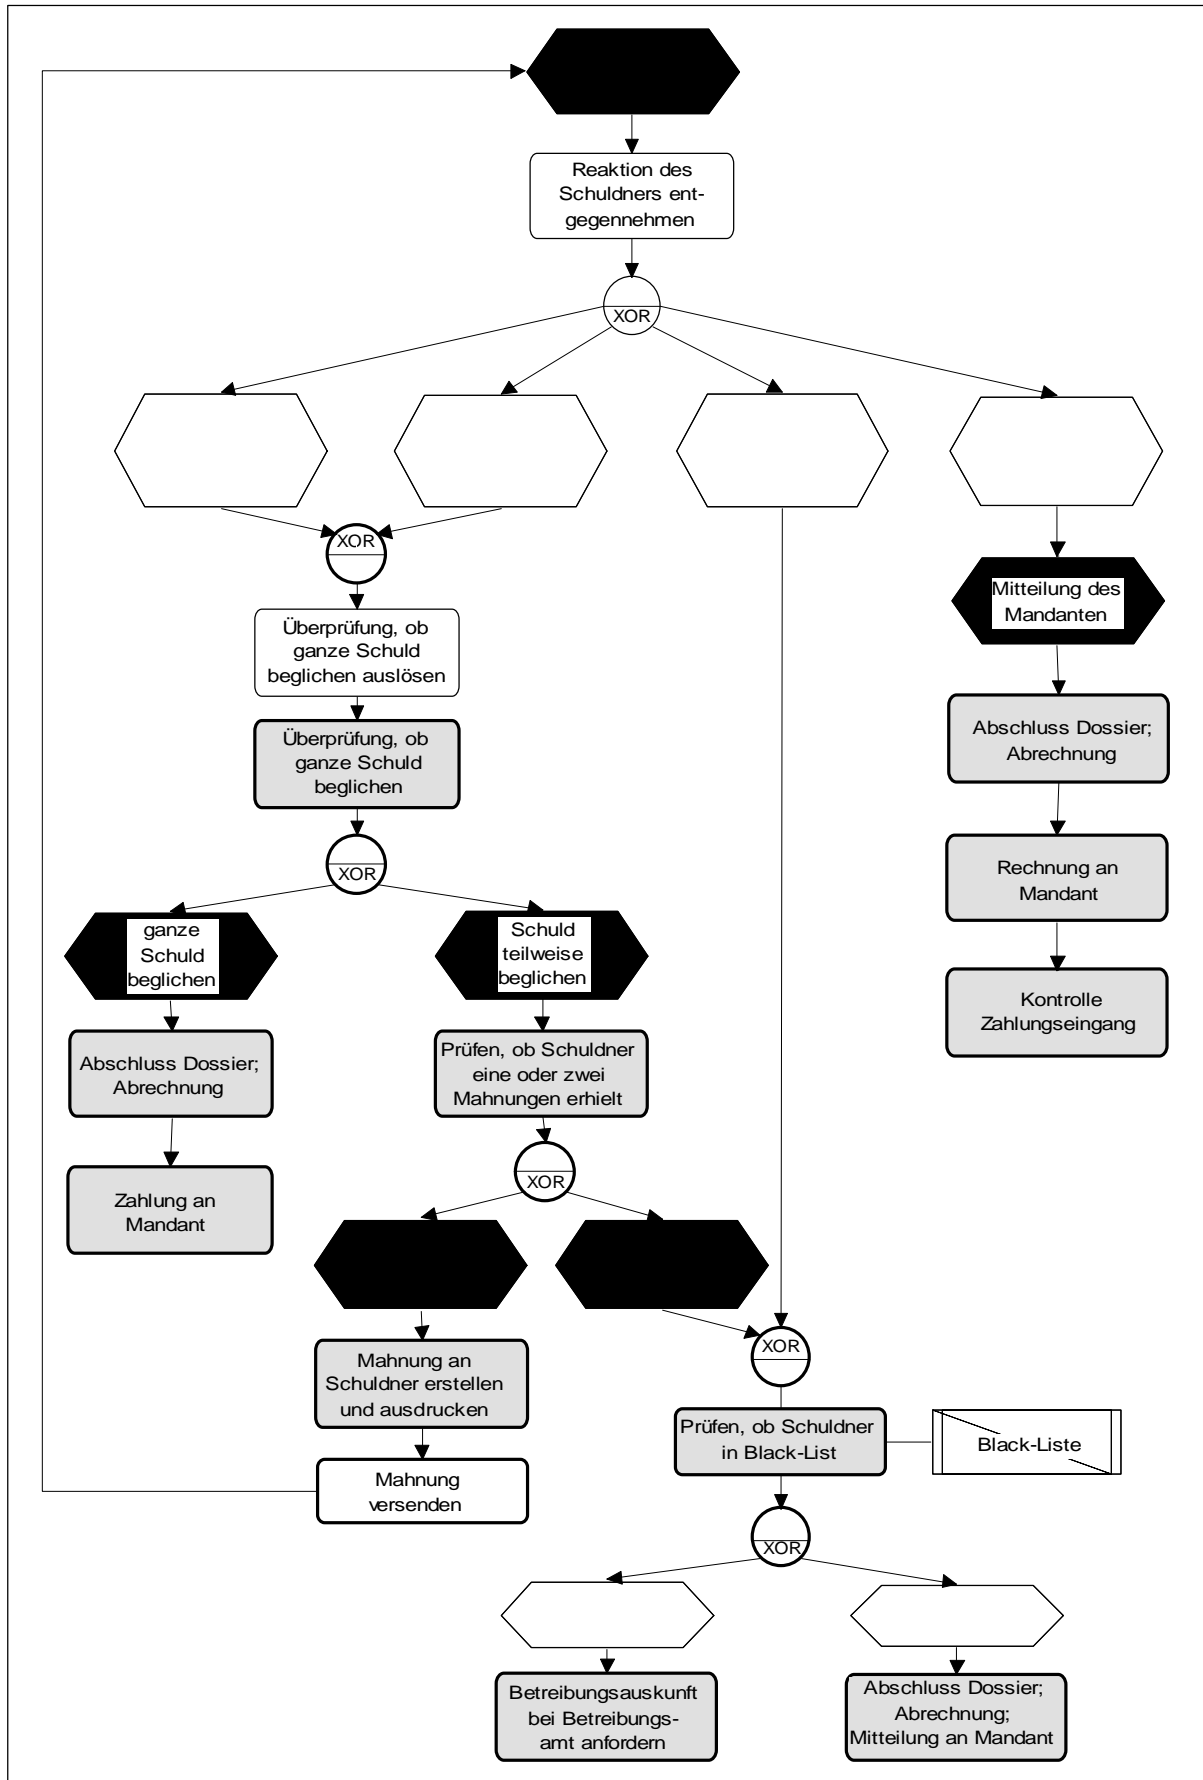 Reaktion des
Schuldners ent-
gegennehmen
XOR
XOR
Mitteilung des
Mandanten
Überprüfung, ob
ganze Schuld
beglichen auslösen
Abschluss Dossier;
Abrechnung
Überprüfung, ob
ganze Schuld
beglichen
XOR
Rechnung an
Mandant
ganze
Schuld
beglichen
Schuld
teilweise
beglichen
Kontrolle
Zahlungseingang
Abschluss Dossier;
Abrechnung
Prüfen, ob Schuldner
eine oder zwei
Mahnungen erhielt
XOR
Zahlung an
Mandant
XOR
Mahnung an
Schuldner erstellen
und ausdrucken
Prüfen, ob Schuldner
in Black-List
Black-Liste
Mahnung
versenden
XOR
Betreibungsauskunft
bei Betreibungs-
amt anfordern
Abschluss Dossier;
Abrechnung;
Mitteilung an Mandant